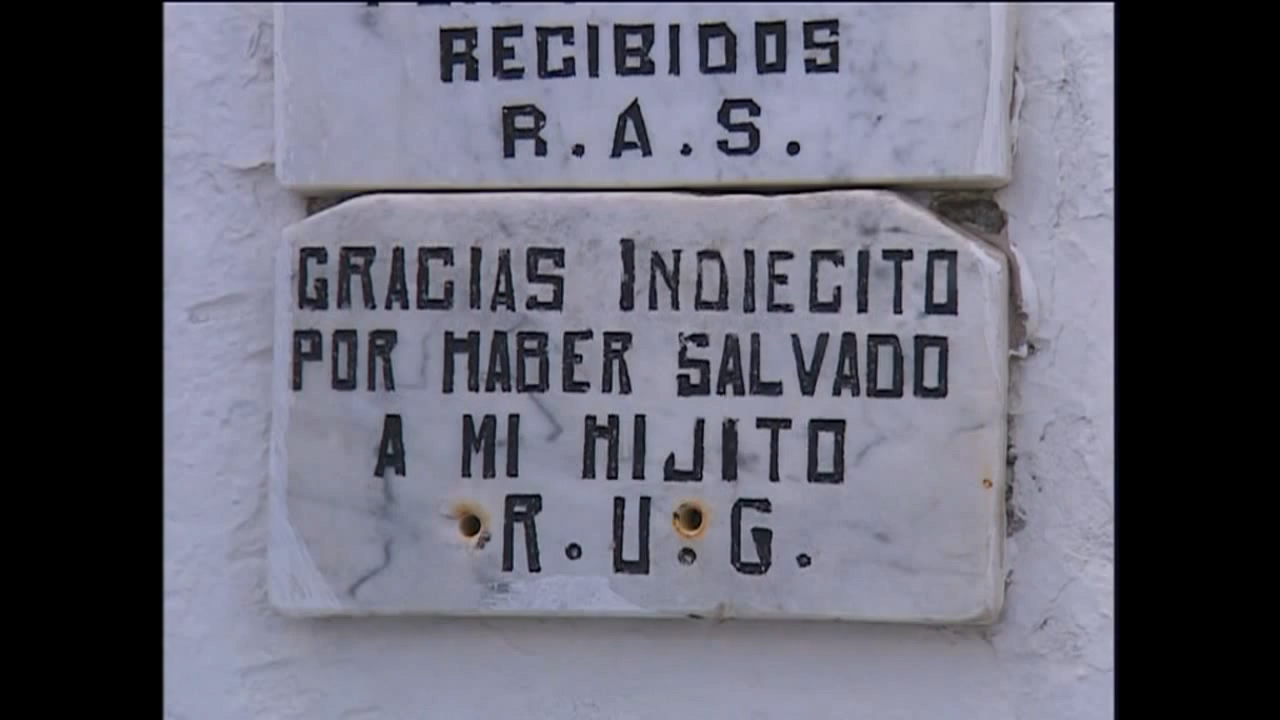 RECIBIDOS
R.A.S.
GRACIAS INDIECITO
POR HABER SALVADO
A MI HIJITO
R.U.G.